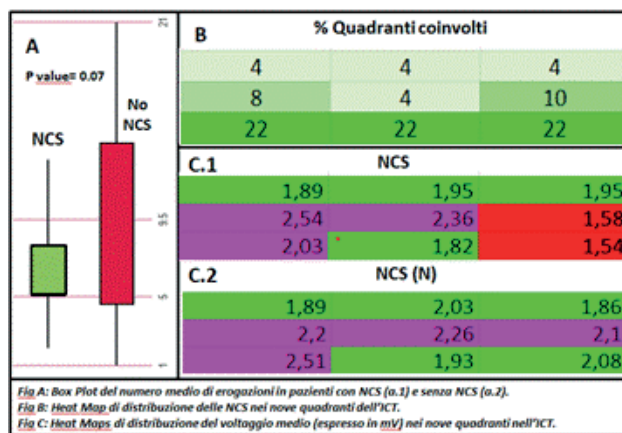 A
P value= 0.07
NCS
No
NCS
21
9.5
5
1
B % Quadranti coinvolti
4 4 4
8 4 10
22 22 22
C.1 NCS
1,89 1,95 1,95
2,54 2,36 1,58
2,03 1,82 1,54
C.2 NCS (N)
1,89 2,03 1,86
2,2 2,26 2,1
2,51 1,93 2,08
Fig A: Box Plot del numero medio di erogazioni in pazienti con NCS (a.1) e senza NCS (a.2).
Fig B: Heat Map di distribuzione delle NCS nei nove quadranti dell'ICT.
Fig C: Heat Maps di distribuzione del voltaggio medio (espresso in mV) nei nove quadranti nell'ICT.